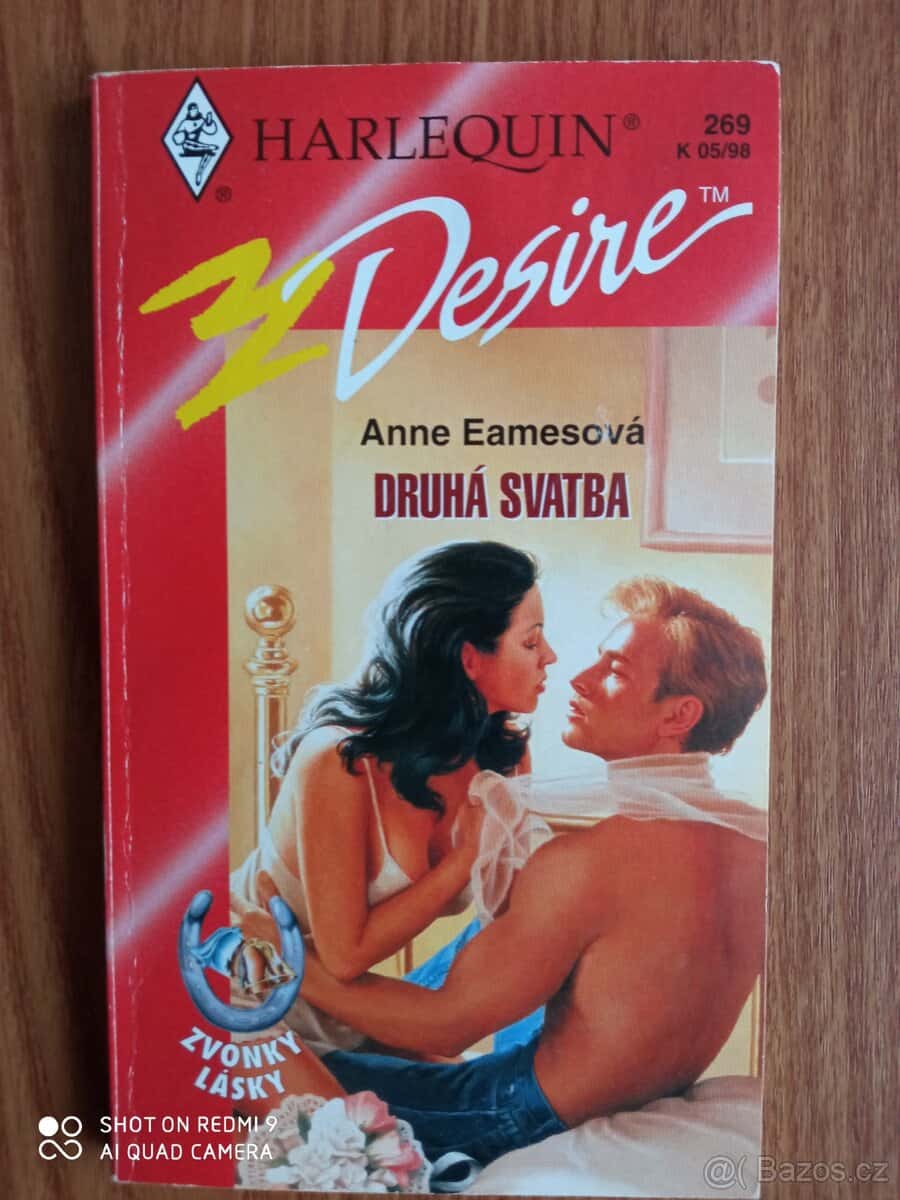 HARLEQUIN®
269
K 05/98
®
Desire™
Anne Eamesová
DRUHÁ SVATBA
ZVONKY
LÁSKY
SHOT ON REDMI 9
AI QUAD CAMERA
@( Bazos.cz